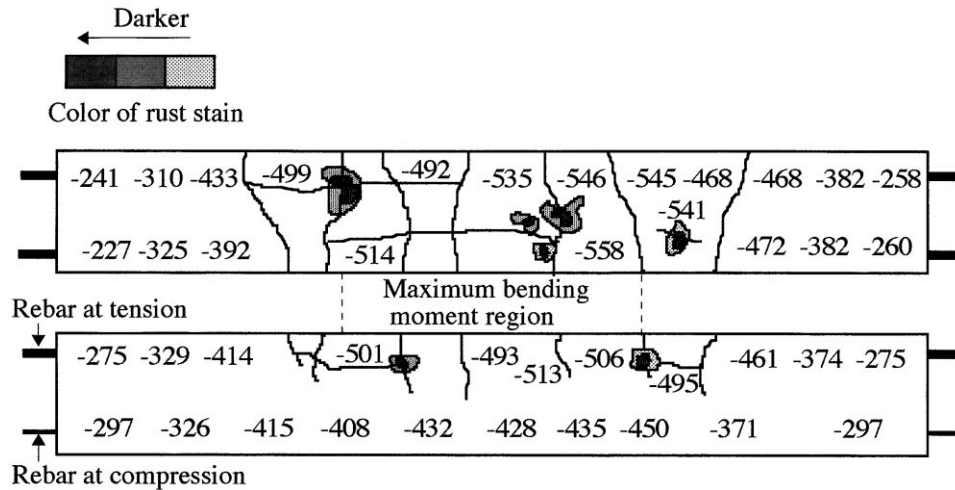 Darker
Color of rust stain
-241 -310 -433 -499 -492 -535 -546 -545 -468 -468 -382 -258
-541
-227 -325 -392 -514 -558 -472 -382 -260
Maximum bending
moment region
Rebar at tension
-275 -329 -414 -501 -493 -506 -461 -374 -275
-513 -495
-297 -326 -415 -408 -432 -428 -435 -450 -371 -297
Rebar at compression